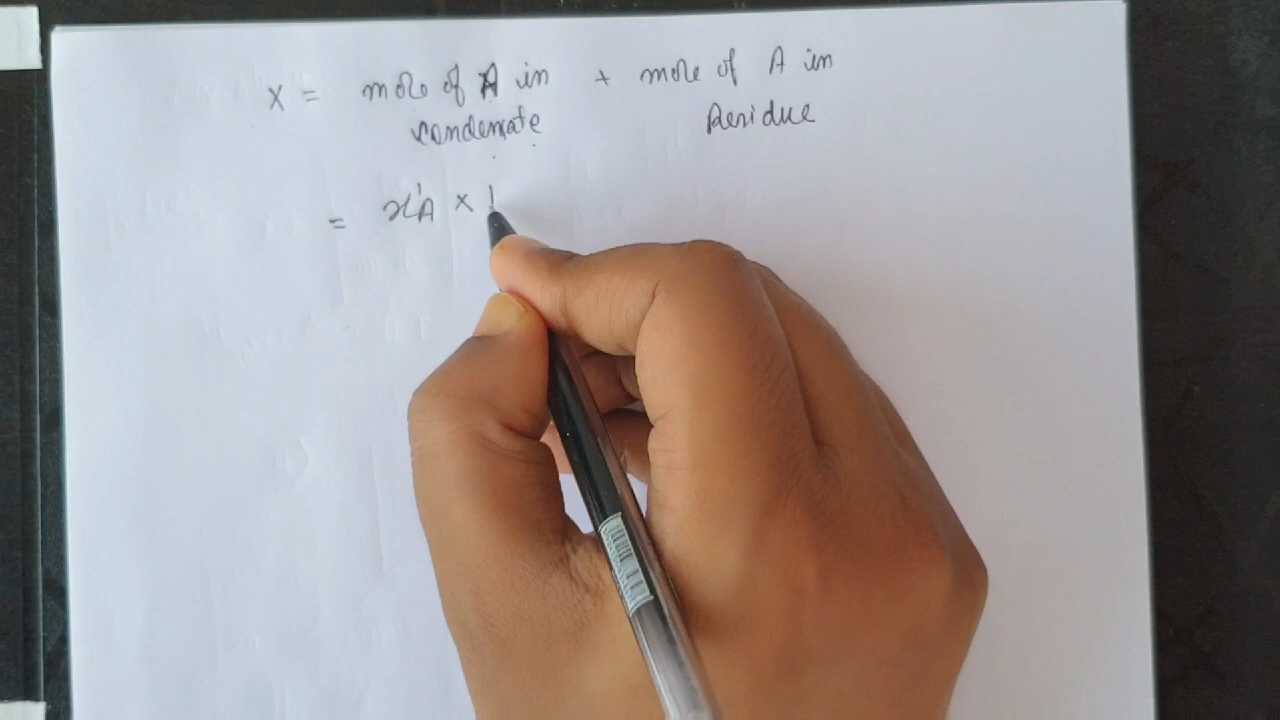 X = mole of A in + mole of A in
condensate Residue
= x'A × 1